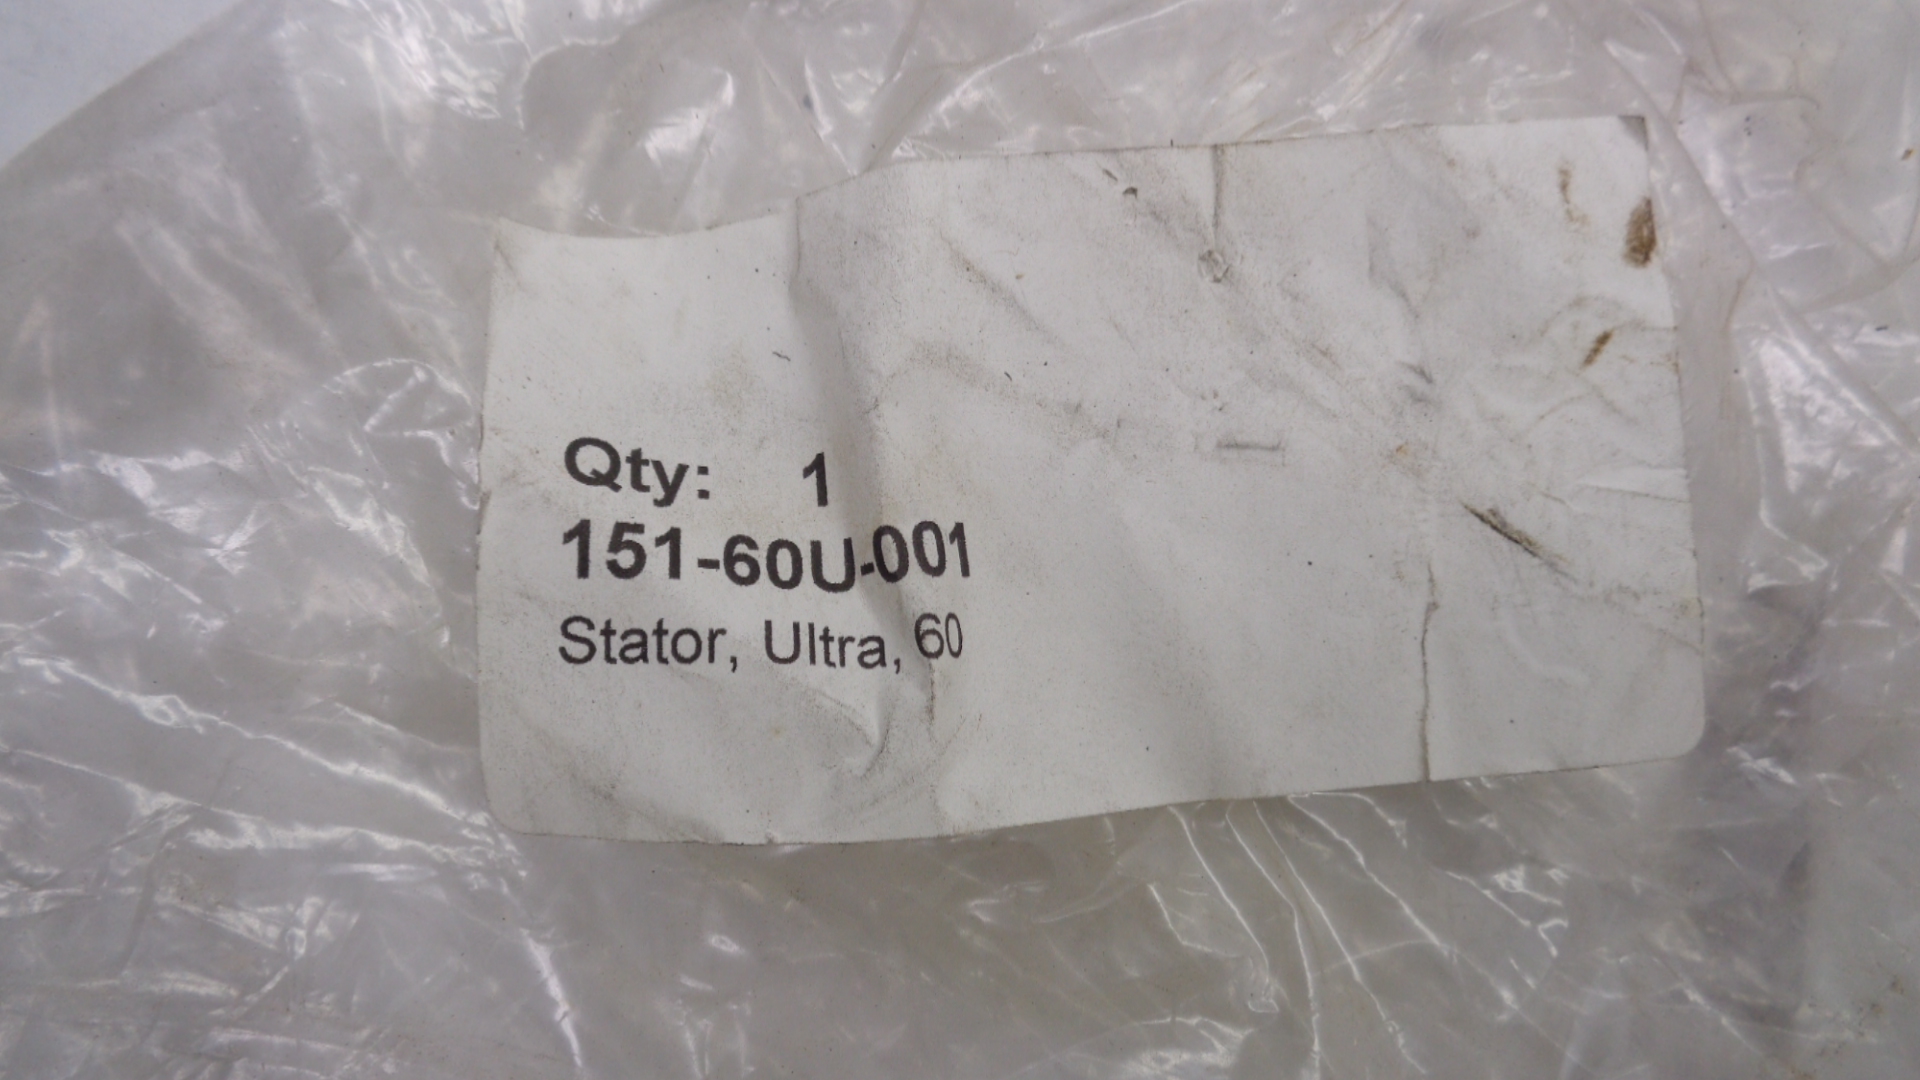 Qty: 1
151-60U-001
Stator, Ultra, 60